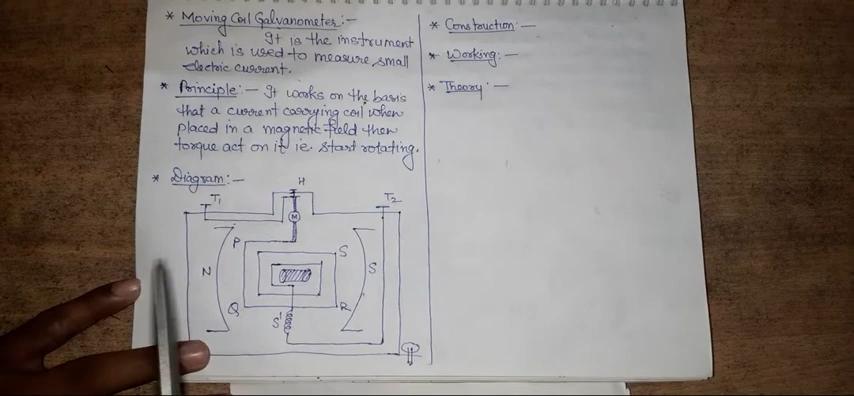 * Moving Coil Galvanometer:-
It is the instrument
which is used to measure small
electric current.
* Principle:- It works on the basis
that a current carrying coil when
placed in a magnetic field then
torque act on it i.e. start rotating.
* Diagram:-
H
T1
T2
M
P
S
N
S
Q
R
S'
* Construction:-
* Working:-
* Theory:-